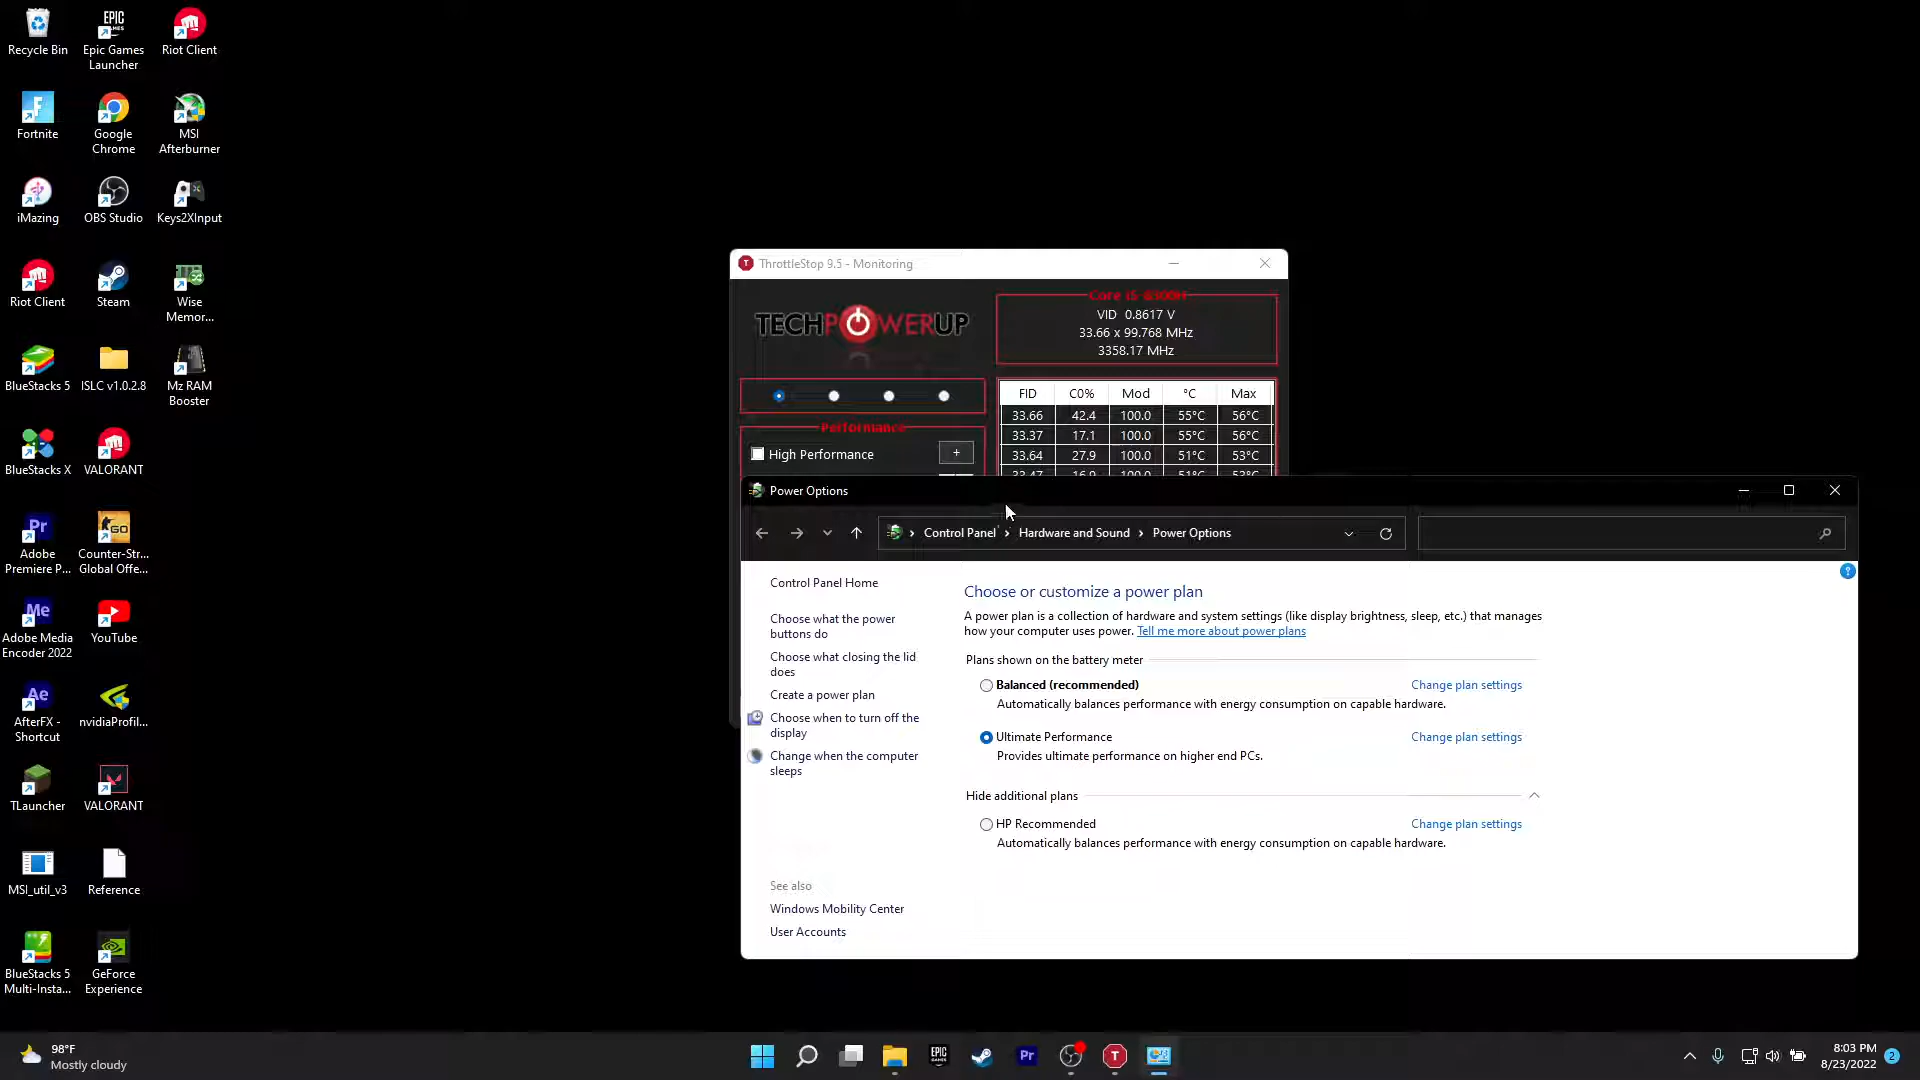 Recycle Bin
Epic Games
Launcher
Riot Client
Fortnite
Google
Chrome
MSI
Afterburner
iMazing
OBS Studio
Keys2XInput
Riot Client
Steam
Wise
Memor...
BlueStacks 5
ISLC v1.0.2.8
Mz RAM
Booster
BlueStacks X
VALORANT
Adobe
Premiere P...
Counter-Str...
Global Offe...
Adobe Media
Encoder 2022
YouTube
AfterFX -
Shortcut
nvidiaProfil...
TLauncher
VALORANT
MSI_util_v3
Reference
BlueStacks 5
Multi-Insta...
GeForce
Experience
ThrottleStop 9.5 - Monitoring
TECHPOWERUP
Core i5-8300H
VID 0.8617 V
33.66 x 99.768 MHz
3358.17 MHz
FID C0% Mod °C Max
33.66 42.4 100.0 55°C 56°C
33.37 17.1 100.0 55°C 56°C
33.64 27.9 100.0 51°C 53°C
33.47 16.9 100.0 51°C 53°C
Performance
High Performance
+
Power Options
Control Panel › Hardware and Sound › Power Options
Control Panel Home
Choose what the power
buttons do
Choose what closing the lid
does
Create a power plan
Choose when to turn off the
display
Change when the computer
sleeps
See also
Windows Mobility Center
User Accounts
Choose or customize a power plan
A power plan is a collection of hardware and system settings (like display brightness, sleep, etc.) that manages
how your computer uses power. Tell me more about power plans
Plans shown on the battery meter
Balanced (recommended) Change plan settings
Automatically balances performance with energy consumption on capable hardware.
Ultimate Performance Change plan settings
Provides ultimate performance on higher end PCs.
Hide additional plans
HP Recommended Change plan settings
Automatically balances performance with energy consumption on capable hardware.
98°F
Mostly cloudy
8:03 PM
8/23/2022
2